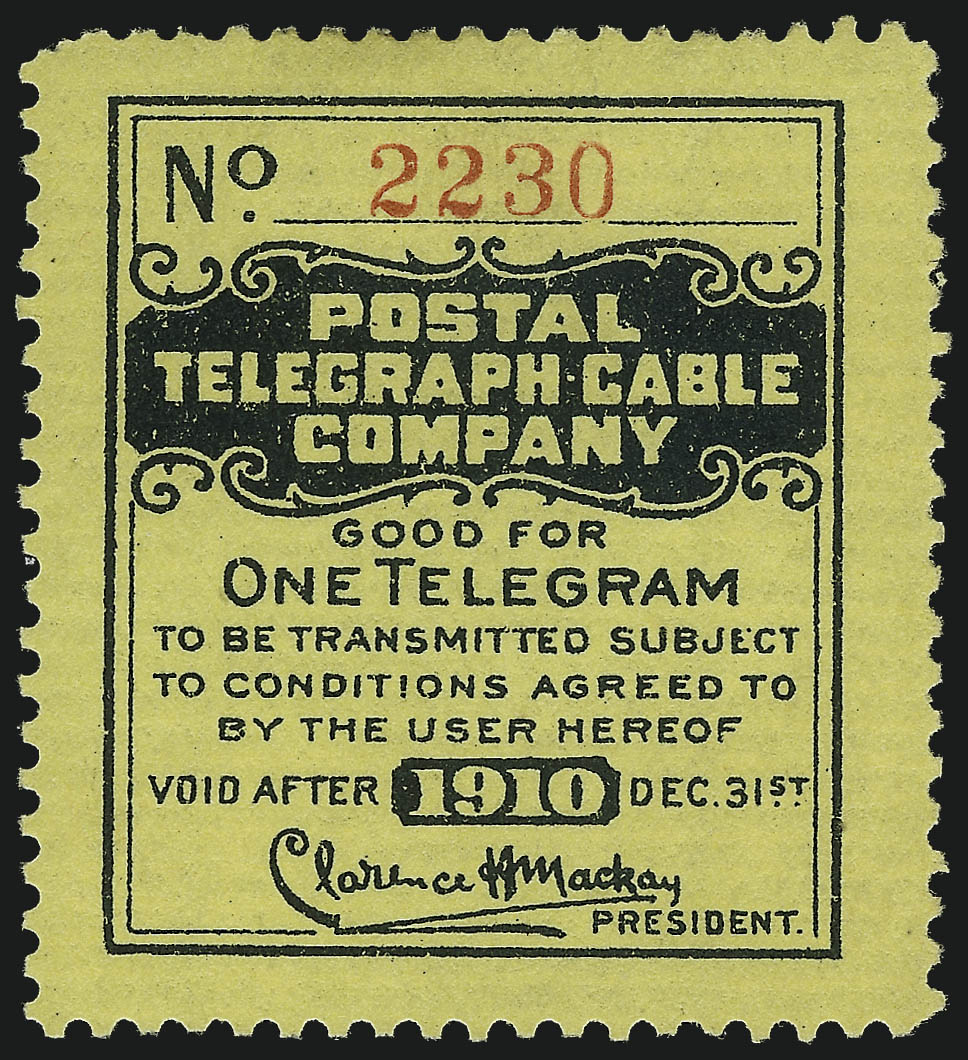 No. 2230
POSTAL
TELEGRAPH-CABLE
COMPANY
GOOD FOR
ONE TELEGRAM
TO BE TRANSMITTED SUBJECT
TO CONDITIONS AGREED TO
BY THE USER HEREOF
VOID AFTER 1910 DEC. 31ST.
Clarence H Mackay
PRESIDENT.